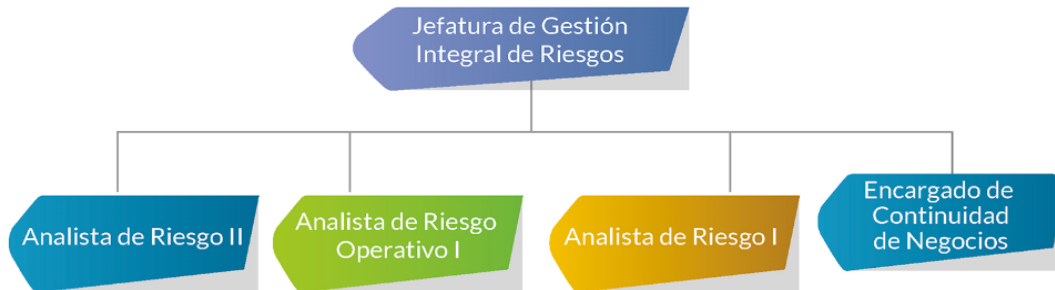 Jefatura de Gestión
Integral de Riesgos
Analista de Riesgo II
Analista de Riesgo
Operativo I
Analista de Riesgo I
Encargado de
Continuidad
de Negocios